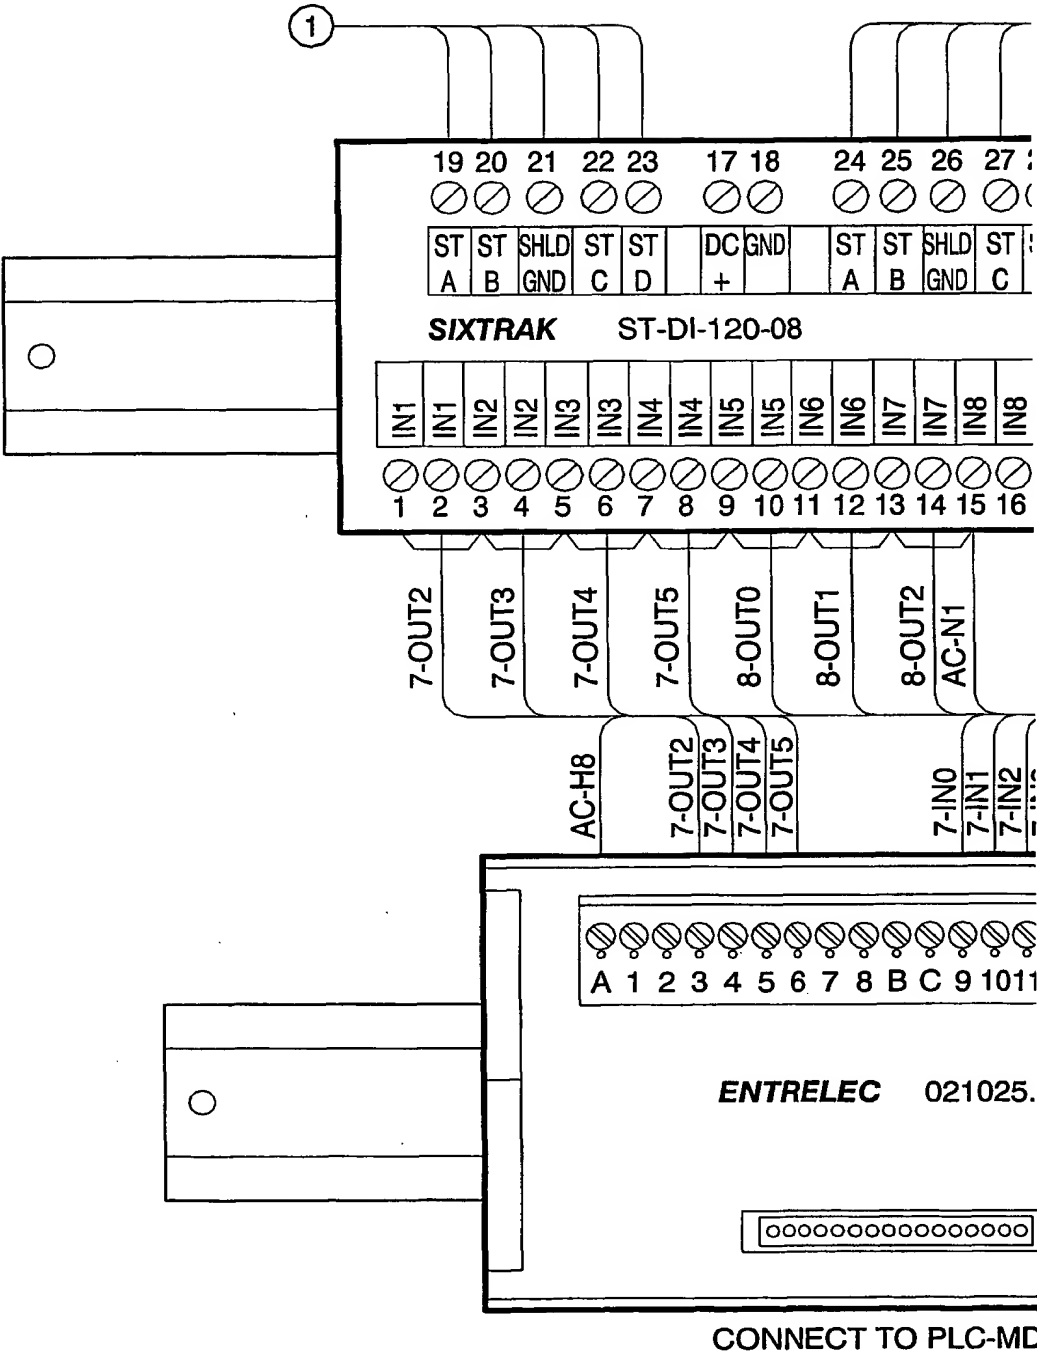 1
19 20 21 22 23 17 18 24 25 26 27
ST A ST B SHLD GND ST C ST D DC + GND ST A ST B SHLD GND ST C
SIXTRAK ST-DI-120-08
IN1 IN1 IN2 IN2 IN3 IN3 IN4 IN4 IN5 IN5 IN6 IN6 IN7 IN7 IN8 IN8
1 2 3 4 5 6 7 8 9 10 11 12 13 14 15 16
7-OUT2 7-OUT3 7-OUT4 7-OUT5 8-OUT0 8-OUT1 8-OUT2 AC-N1
AC-H8 7-OUT2 7-OUT3 7-OUT4 7-OUT5 7-IN0 7-IN1 7-IN2
A 1 2 3 4 5 6 7 8 B C 9 10 11
ENTRELEC 021025.
CONNECT TO PLC-MD